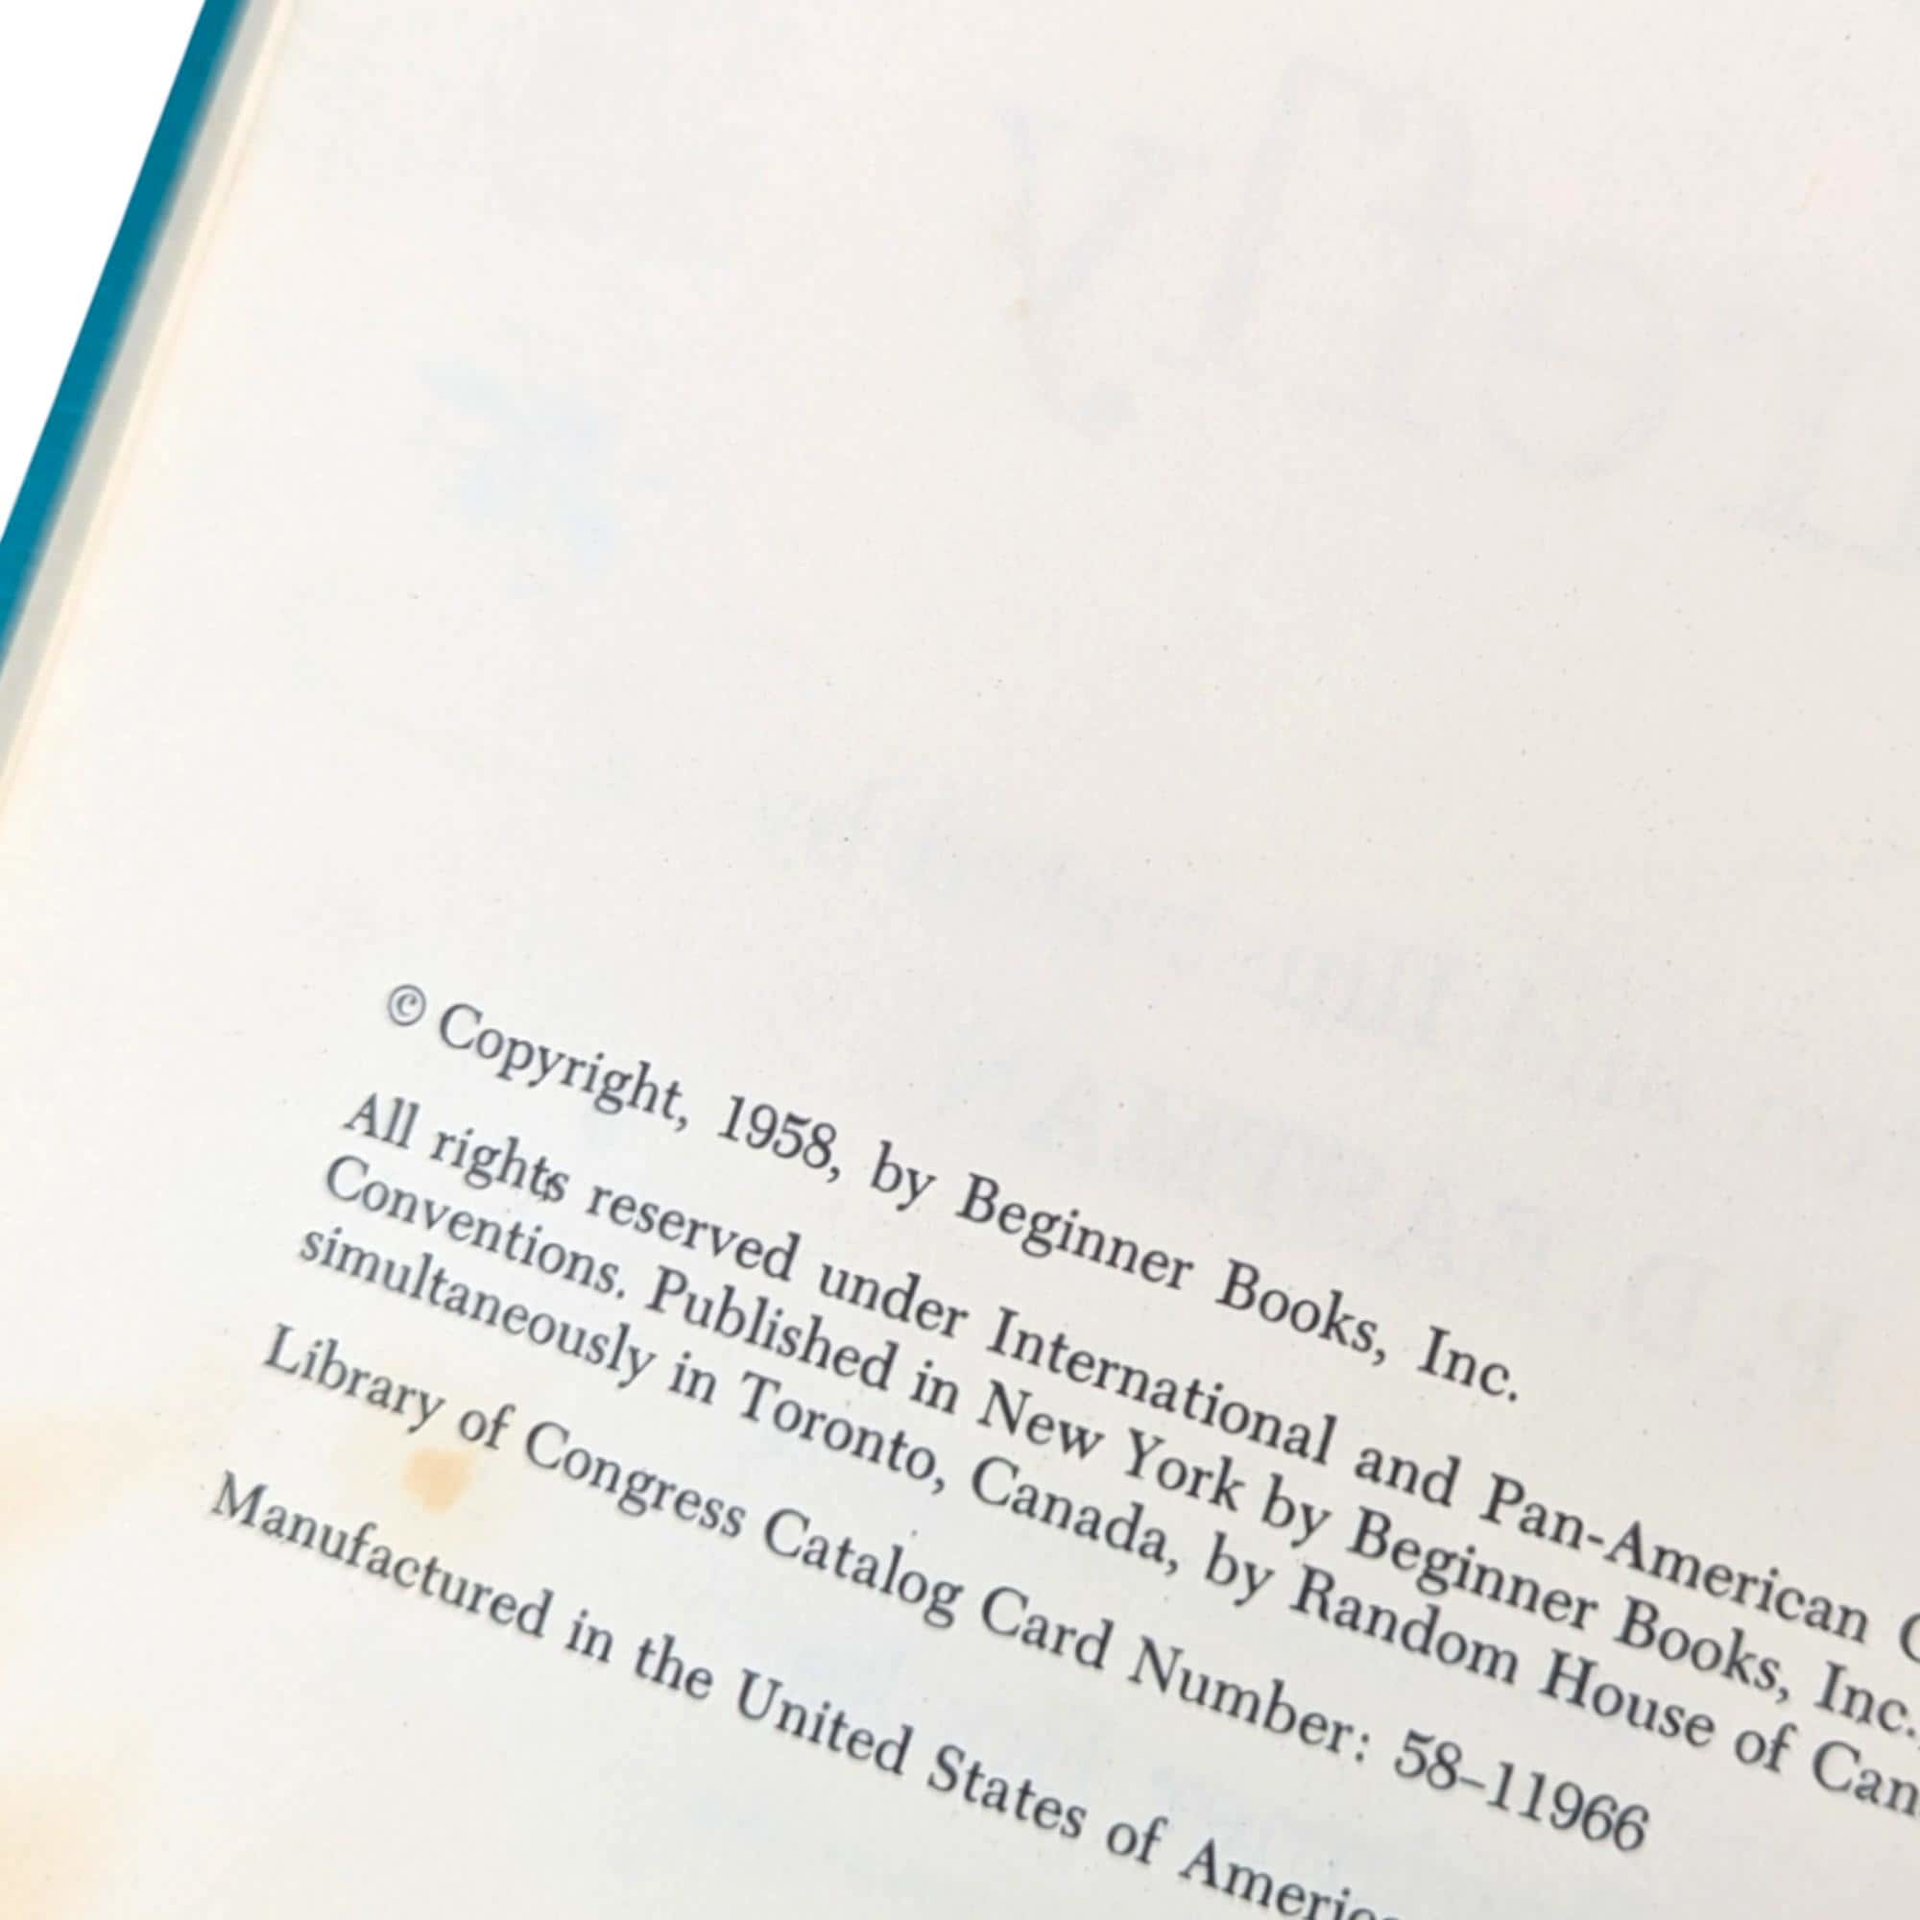 © Copyright, 1958, by Beginner Books, Inc.
All rights reserved under International and Pan-American
Conventions. Published in New York by Beginner Books, Inc.
simultaneously in Toronto, Canada, by Random House of
Library of Congress Catalog Card Number: 58-11966
Manufactured in the United States of